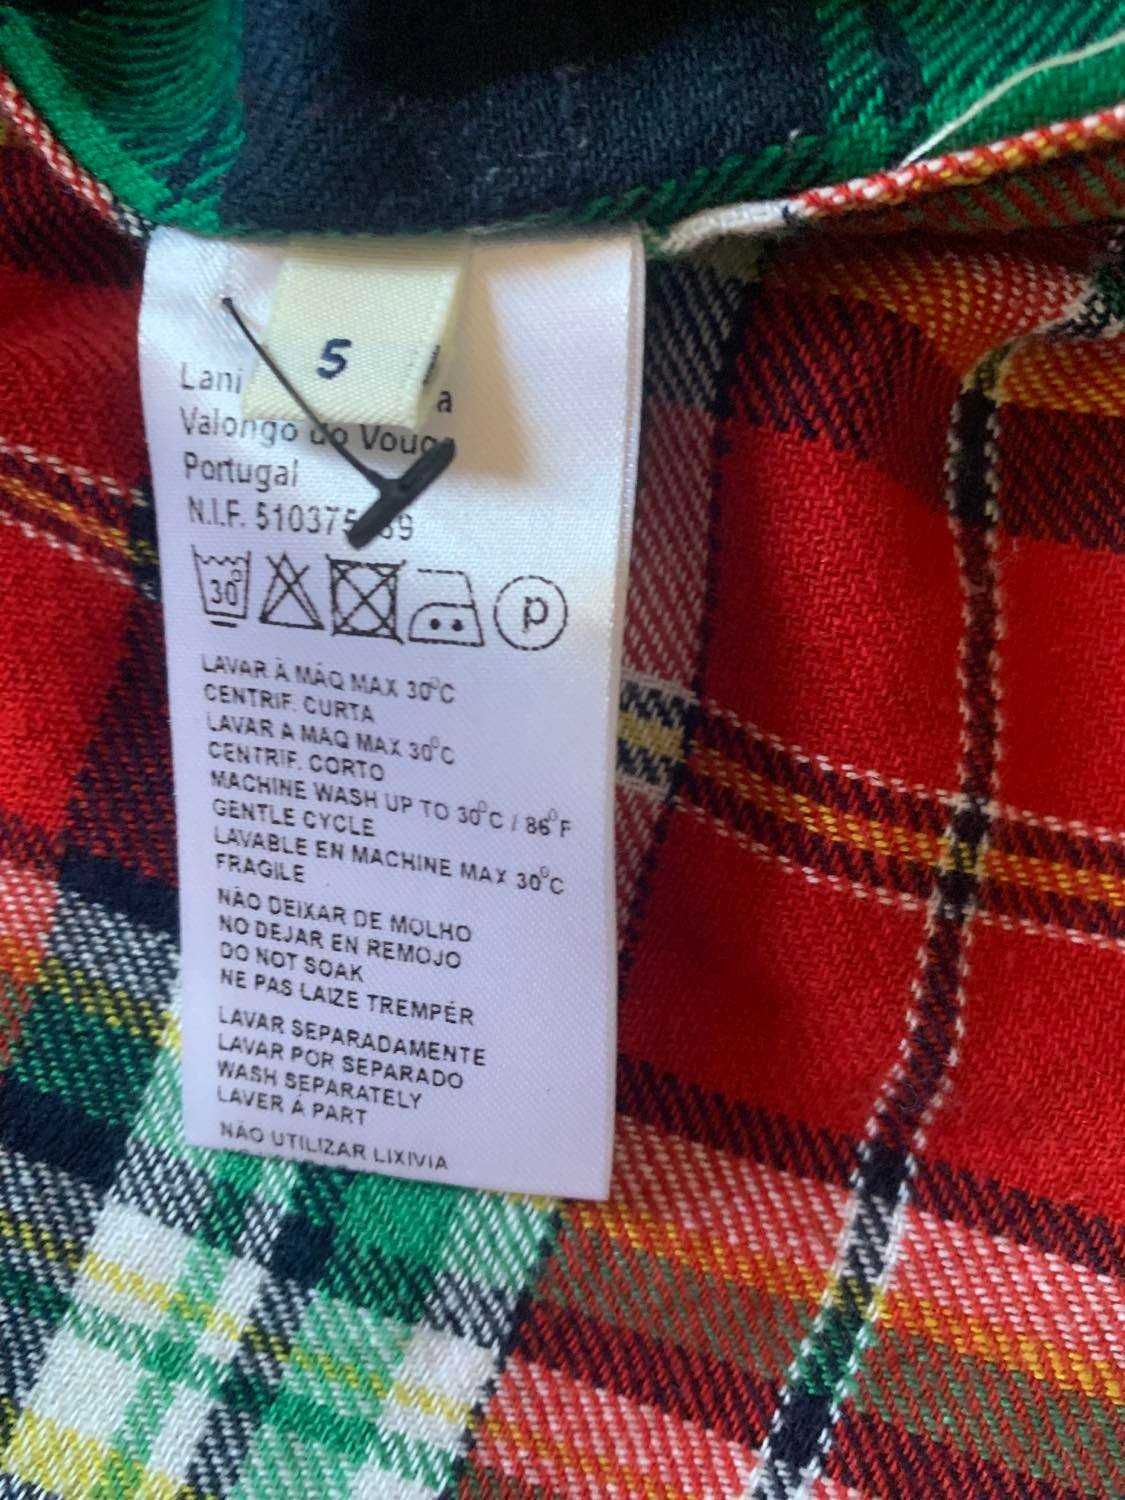 5
Lani
a
Valongo do Vouga
Portugal
N.I.F.
30°
p
LAVAR À MÁQ MAX 30°C
CENTRIF. CURTA
LAVAR A MAQ MAX 30°C
CENTRIF. CORTO
MACHINE WASH UP TO 30°C / 86°F
GENTLE CYCLE
LAVABLE EN MACHINE MAX 30°C
FRAGILE
NÃO DEIXAR DE MOLHO
NO DEJAR EN REMOJO
DO NOT SOAK
NE PAS LAIZE TREMPÉR
LAVAR SEPARADAMENTE
LAVAR POR SEPARADO
WASH SEPARATELY
LAVER Á PART
NÃO UTILIZAR LIXIVIA